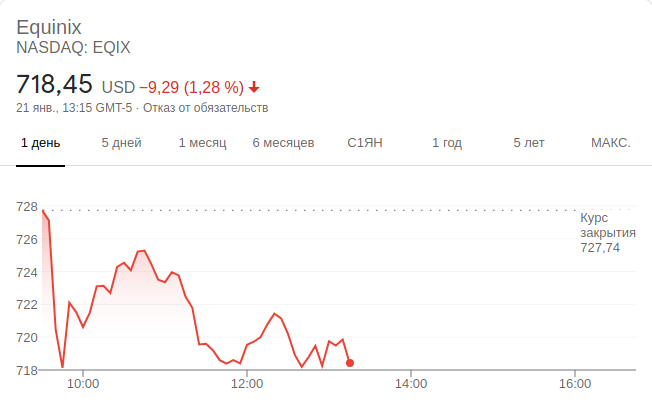 Equinix
NASDAQ: EQIX
718,45 USD −9,29 (1,28 %)
21 янв., 13:15 GMT-5 · Отказ от обязательств
1 день 5 дней 1 месяц 6 месяцев С1ЯН 1 год 5 лет МАКС.
728
Курс
закрытия
727,74
726
724
722
720
718
10:00 12:00 14:00 16:00